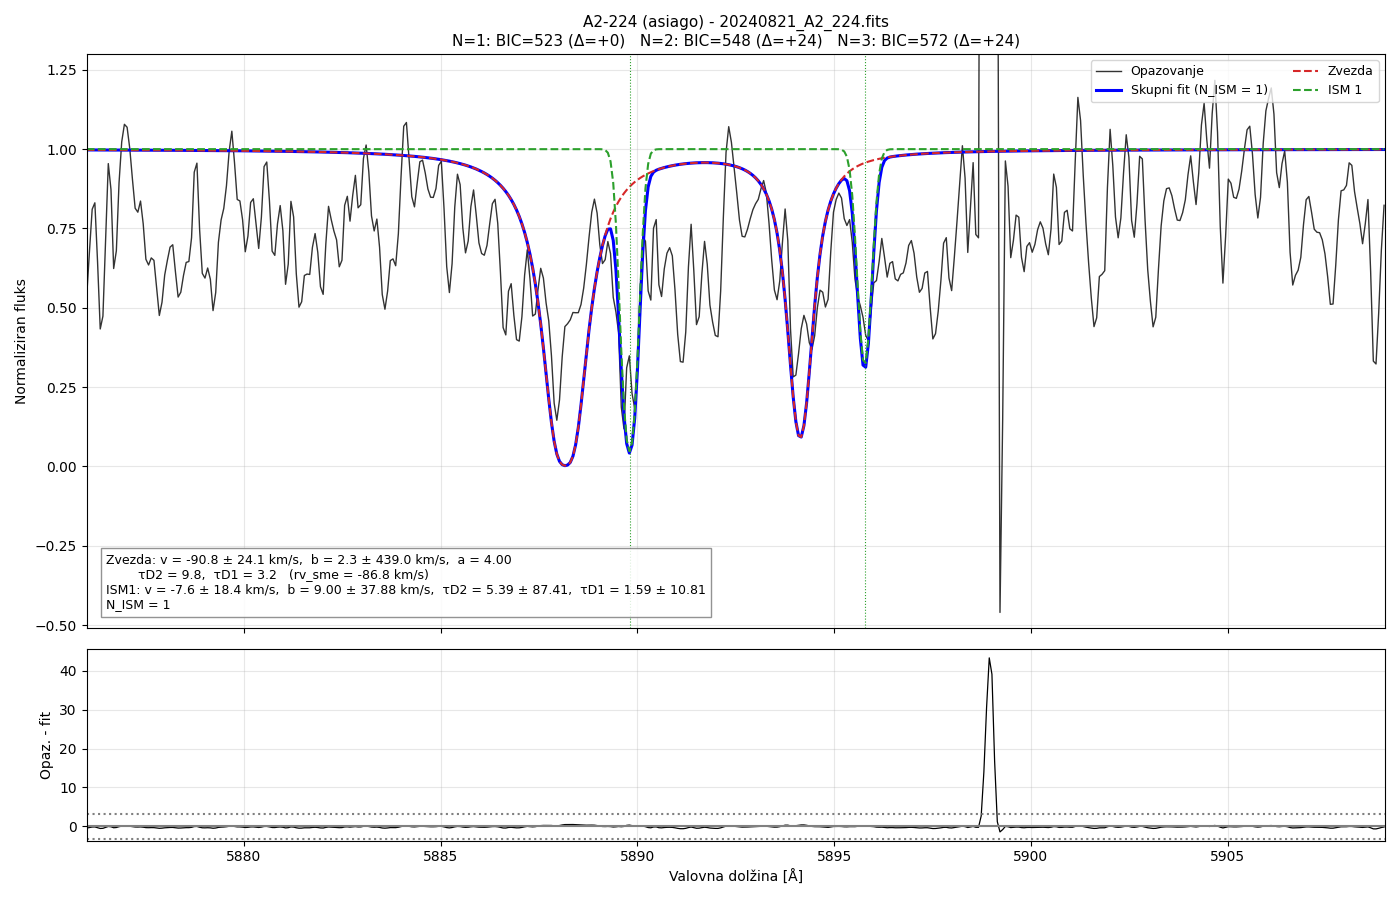 A2-224 (asiago) - 20240821_A2_224.fits
N=1: BIC=523 (Δ=+0)   N=2: BIC=548 (Δ=+24)   N=3: BIC=572 (Δ=+24)
Opazovanje
Skupni fit (N_ISM = 1)
Zvezda
ISM 1
Normaliziran fluks
1.25
1.00
0.75
0.50
0.25
0.00
−0.25
−0.50
Zvezda: v = -90.8 ± 24.1 km/s,  b = 2.3 ± 439.0 km/s,  a = 4.00
τD2 = 9.8,  τD1 = 3.2   (rv_sme = -86.8 km/s)
ISM1: v = -7.6 ± 18.4 km/s,  b = 9.00 ± 37.88 km/s,  τD2 = 5.39 ± 87.41,  τD1 = 1.59 ± 10.81
N_ISM = 1
Opaz. - fit
40
30
20
10
0
5880
5885
5890
5895
5900
5905
Valovna dolžina [Å]